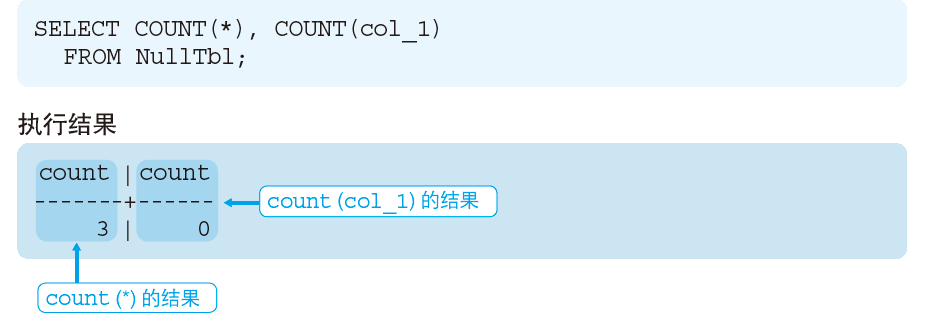 SELECT COUNT(*), COUNT(col_1)
  FROM NullTbl;
执行结果
count | count
-------+------
3 | 0
count (col_1) 的结果
count (*) 的结果